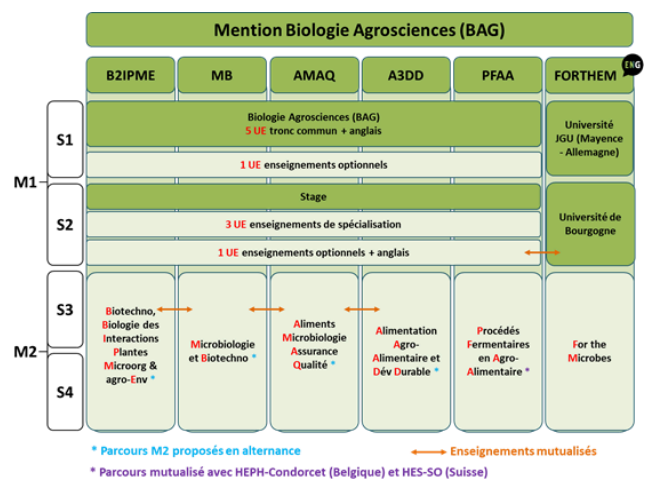 Mention Biologie Agrosciences (BAG)
B2IPME
MB
AMAQ
A3DD
PFAA
FORTHEM
ENG
M1
S1
Biologie Agrosciences (BAG)
5 UE tronc commun + anglais
1 UE enseignements optionnels
Université
JGU (Mayence
- Allemagne)
S2
Stage
3 UE enseignements de spécialisation
1 UE enseignements optionnels + anglais
Université de
Bourgogne
M2
S3
S4
Biotechno,
Biologie des
Interactions
Plantes
Microorg &
agro-Env *
Microbiologie
et Biotechno *
Aliments
Microbiologie
Assurance
Qualité *
Alimentation
Agro-
Alimentaire et
Dév Durable *
Procédés
Fermentaires
en Agro-
Alimentaire *
For the
Microbes
* Parcours M2 proposés en alternance
Enseignements mutualisés
* Parcours mutualisé avec HEPH-Condorcet (Belgique) et HES-SO (Suisse)